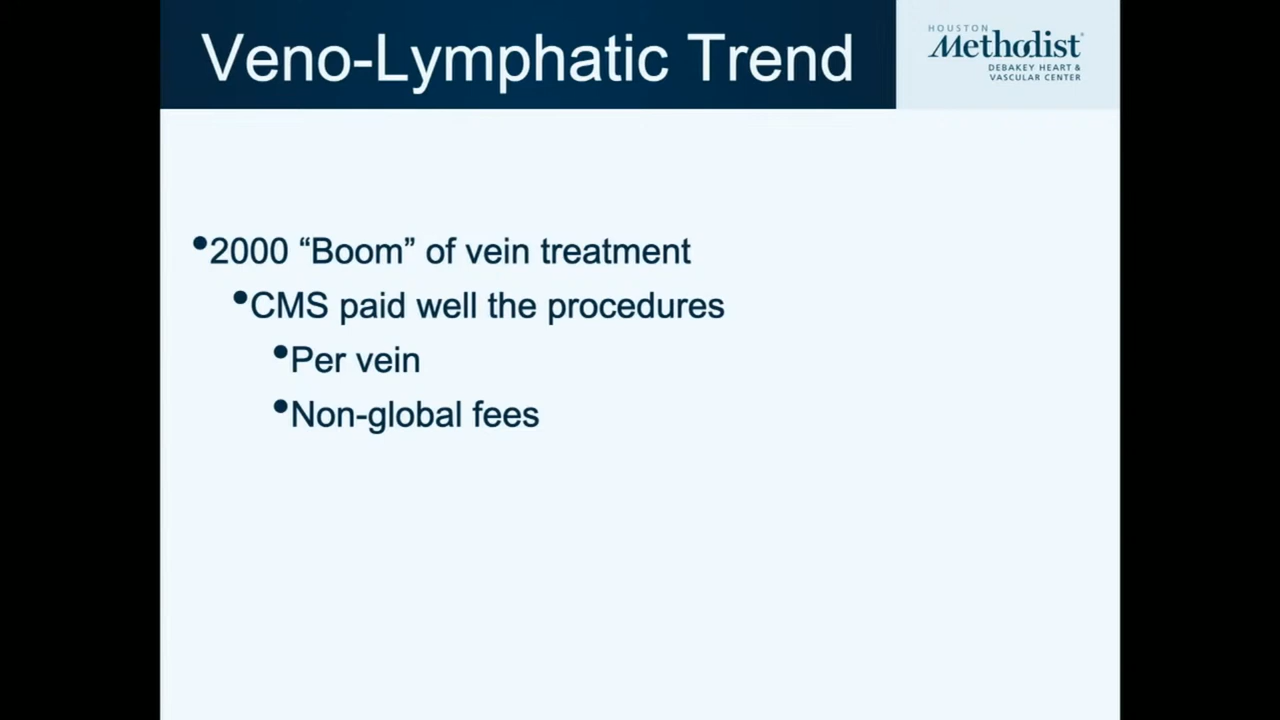 Veno-Lymphatic Trend
HOUSTON
Methodist®
DEBAKEY HEART &
VASCULAR CENTER
•2000 “Boom” of vein treatment
•CMS paid well the procedures
•Per vein
•Non-global fees